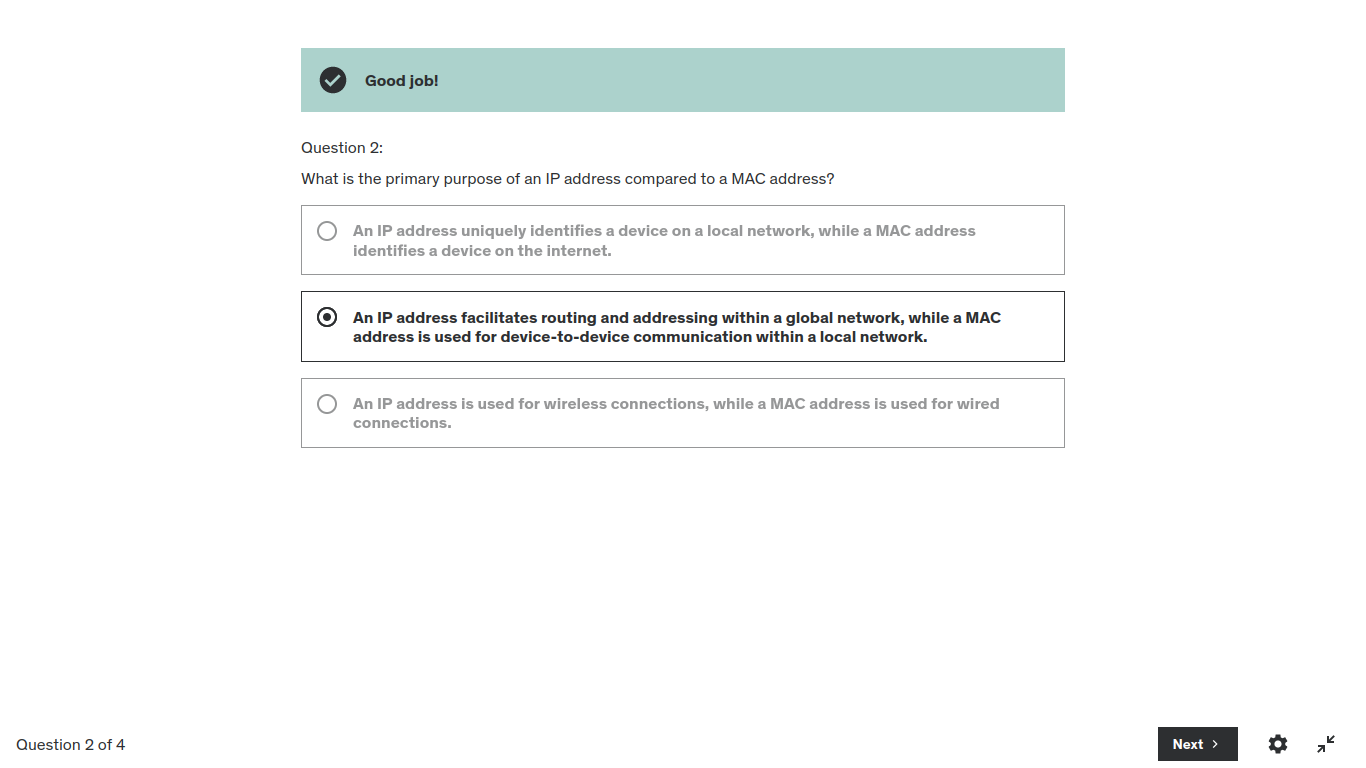 Good job!
Question 2:
What is the primary purpose of an IP address compared to a MAC address?
An IP address uniquely identifies a device on a local network, while a MAC address
identifies a device on the internet.
An IP address facilitates routing and addressing within a global network, while a MAC
address is used for device-to-device communication within a local network.
An IP address is used for wireless connections, while a MAC address is used for wired
connections.
Question 2 of 4
Next